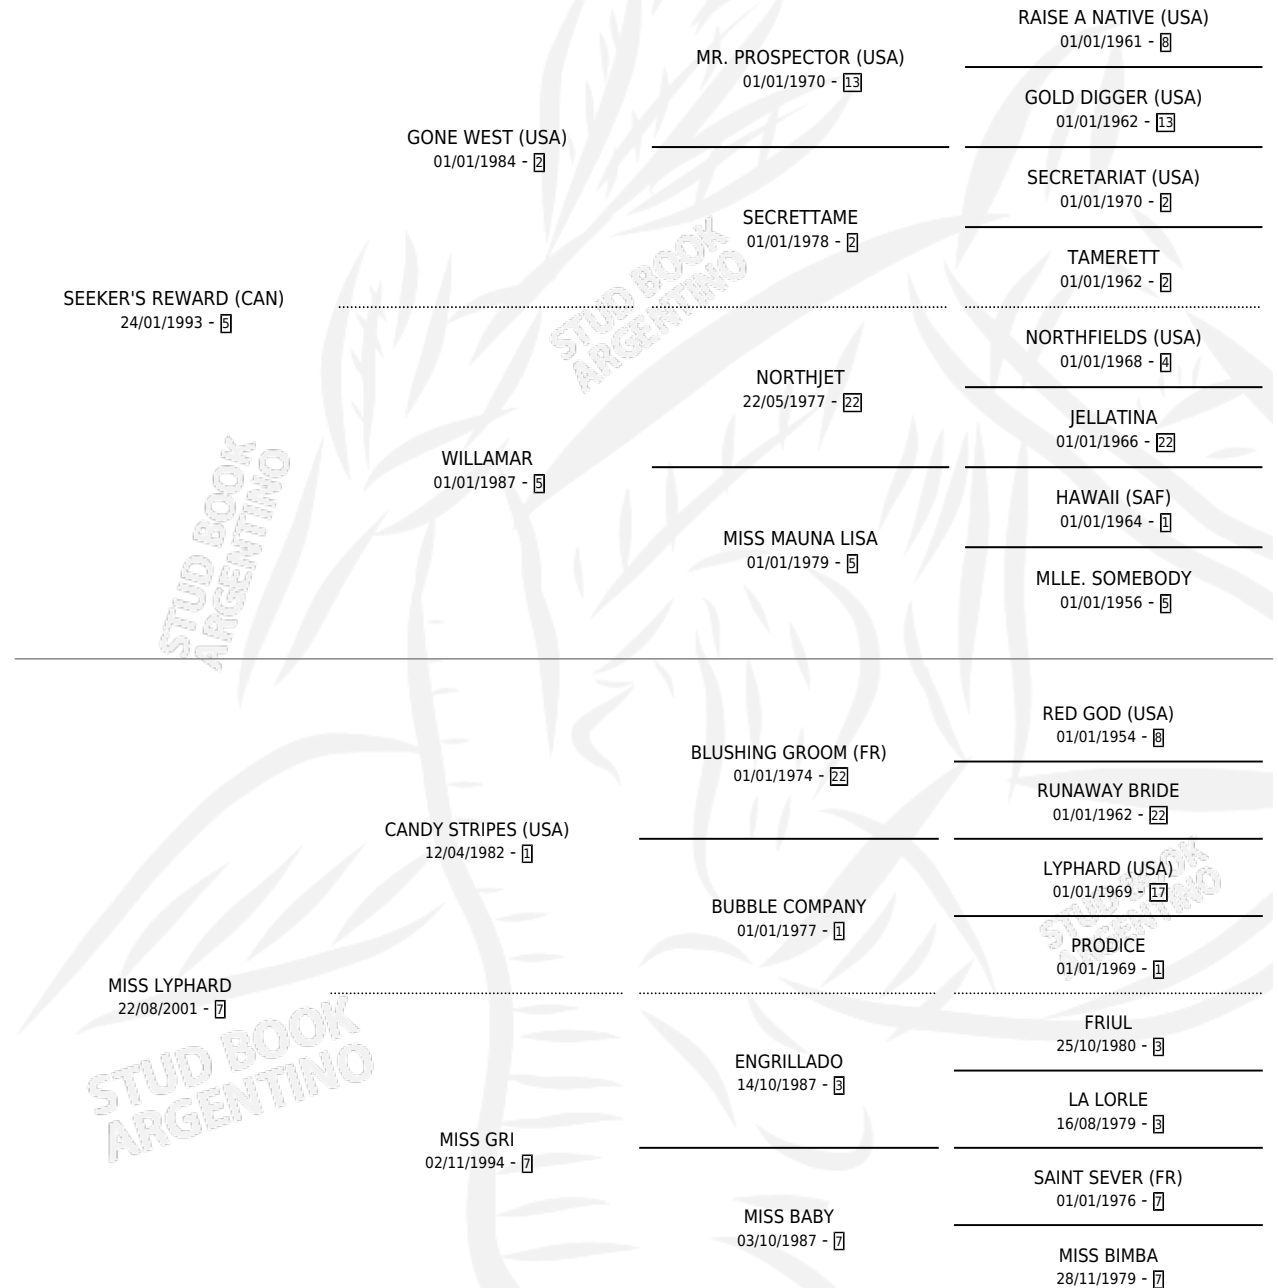 RAISE A NATIVE (USA)
01/01/1961 - 8
MR. PROSPECTOR (USA)
01/01/1970 - 13
GOLD DIGGER (USA)
01/01/1962 - 13
GONE WEST (USA)
01/01/1984 - 2
SECRETARIAT (USA)
01/01/1970 - 2
SECRETTAME
01/01/1978 - 2
TAMERETT
01/01/1962 - 2
SEEKER'S REWARD (CAN)
24/01/1993 - 5
STUD BOOK
ARGENTINO
NORTHFIELDS (USA)
01/01/1968 - 4
NORTHJET
22/05/1977 - 22
JELLATINA
01/01/1966 - 22
WILLAMAR
01/01/1987 - 5
STUD BOOK
ARGENTINO
HAWAII (SAF)
01/01/1964 - 1
MISS MAUNA LISA
01/01/1979 - 5
MLLE. SOMEBODY
01/01/1956 - 5
RED GOD (USA)
01/01/1954 - 8
BLUSHING GROOM (FR)
01/01/1974 - 22
RUNAWAY BRIDE
01/01/1962 - 22
CANDY STRIPES (USA)
12/04/1982 - 1
LYPHARD (USA)
01/01/1969 - 17
STUD BOOK
ARGENTINO
BUBBLE COMPANY
01/01/1977 - 1
PRODICE
01/01/1969 - 1
MISS LYPHARD
22/08/2001 - 7
STUD BOOK
ARGENTINO
FRIUL
25/10/1980 - 3
ENGRILLADO
14/10/1987 - 3
LA LORLE
16/08/1979 - 3
MISS GRI
02/11/1994 - 7
SAINT SEVER (FR)
01/01/1976 - 7
MISS BABY
03/10/1987 - 7
MISS BIMBA
28/11/1979 - 7